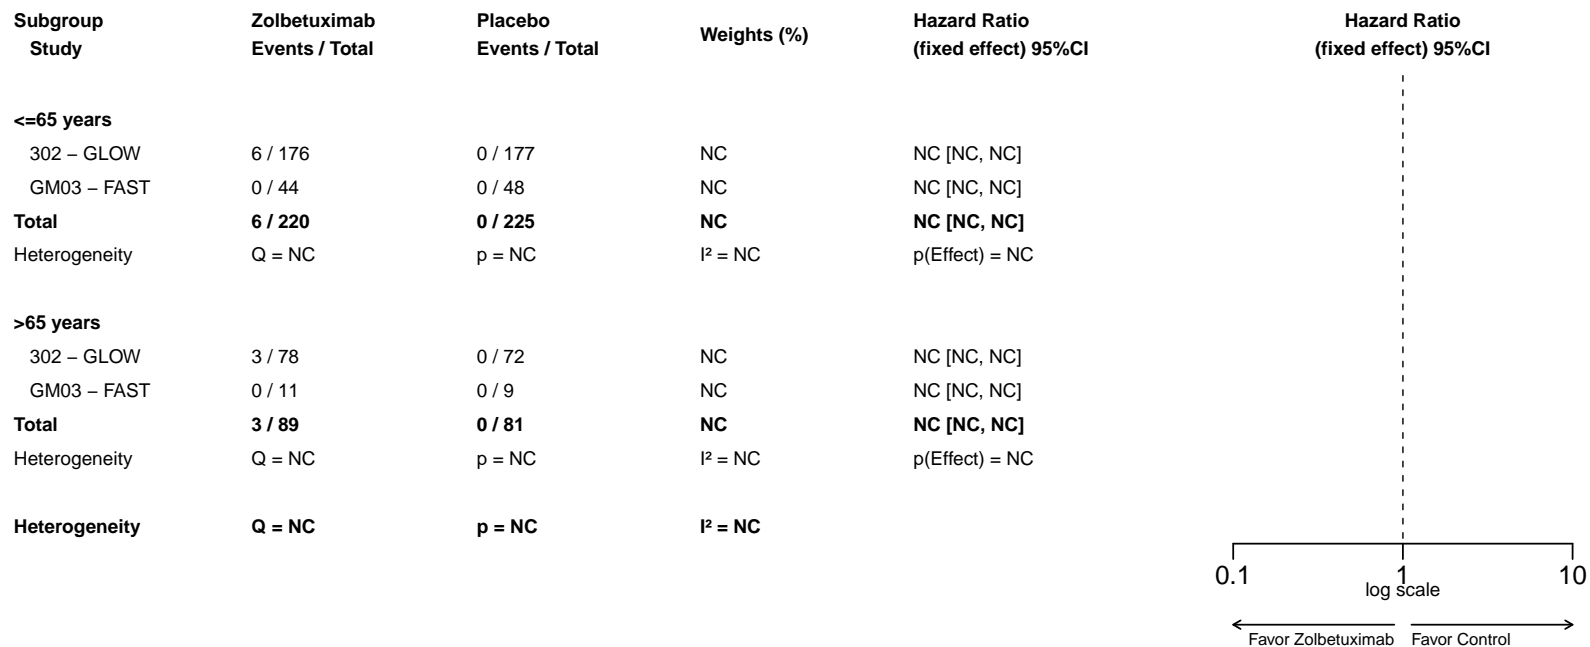 Subgroup Zolbetuximab Placebo Weights (%) Hazard Ratio Hazard Ratio
Study Events / Total Events / Total (fixed effect) 95%CI (fixed effect) 95%CI
<=65 years
302 – GLOW 6 / 176 0 / 177 NC NC [NC, NC]
GM03 – FAST 0 / 44 0 / 48 NC NC [NC, NC]
Total 6 / 220 0 / 225 NC NC [NC, NC]
Heterogeneity Q = NC p = NC I² = NC p(Effect) = NC
>65 years
302 – GLOW 3 / 78 0 / 72 NC NC [NC, NC]
GM03 – FAST 0 / 11 0 / 9 NC NC [NC, NC]
Total 3 / 89 0 / 81 NC NC [NC, NC]
Heterogeneity Q = NC p = NC I² = NC p(Effect) = NC
Heterogeneity Q = NC p = NC I² = NC
0.1 1 10
log scale
Favor Zolbetuximab Favor Control